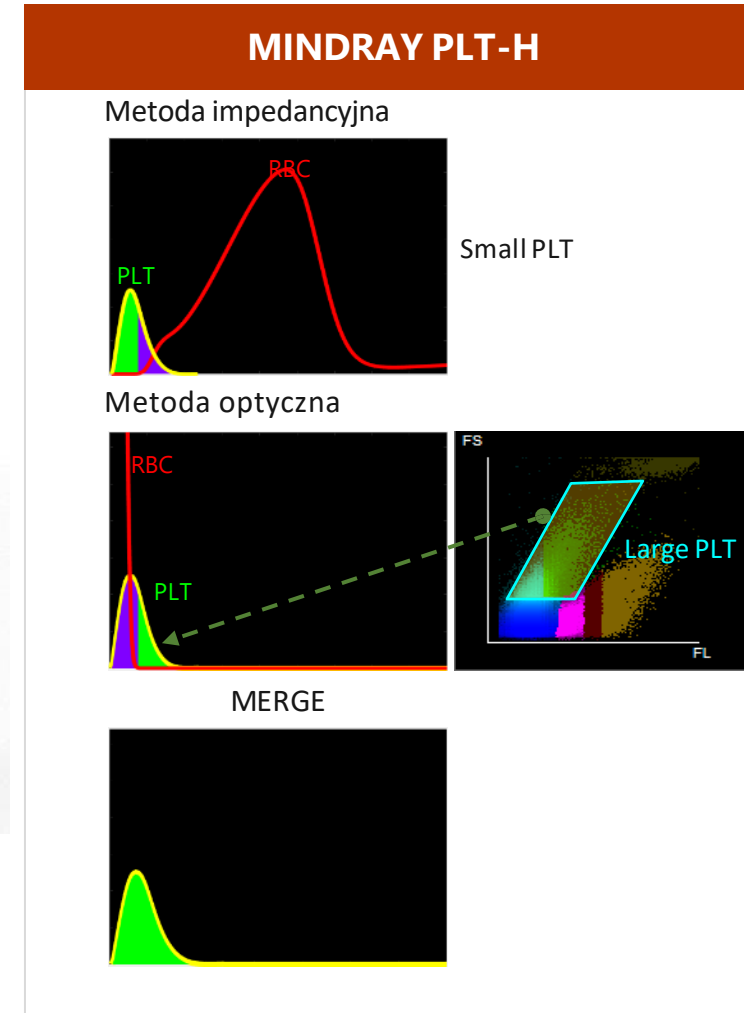 MINDRAY PLT-H
Metoda impedancyjna
RBC
PLT
Small PLT
Metoda optyczna
RBC
PLT
FS
Large PLT
FL
MERGE